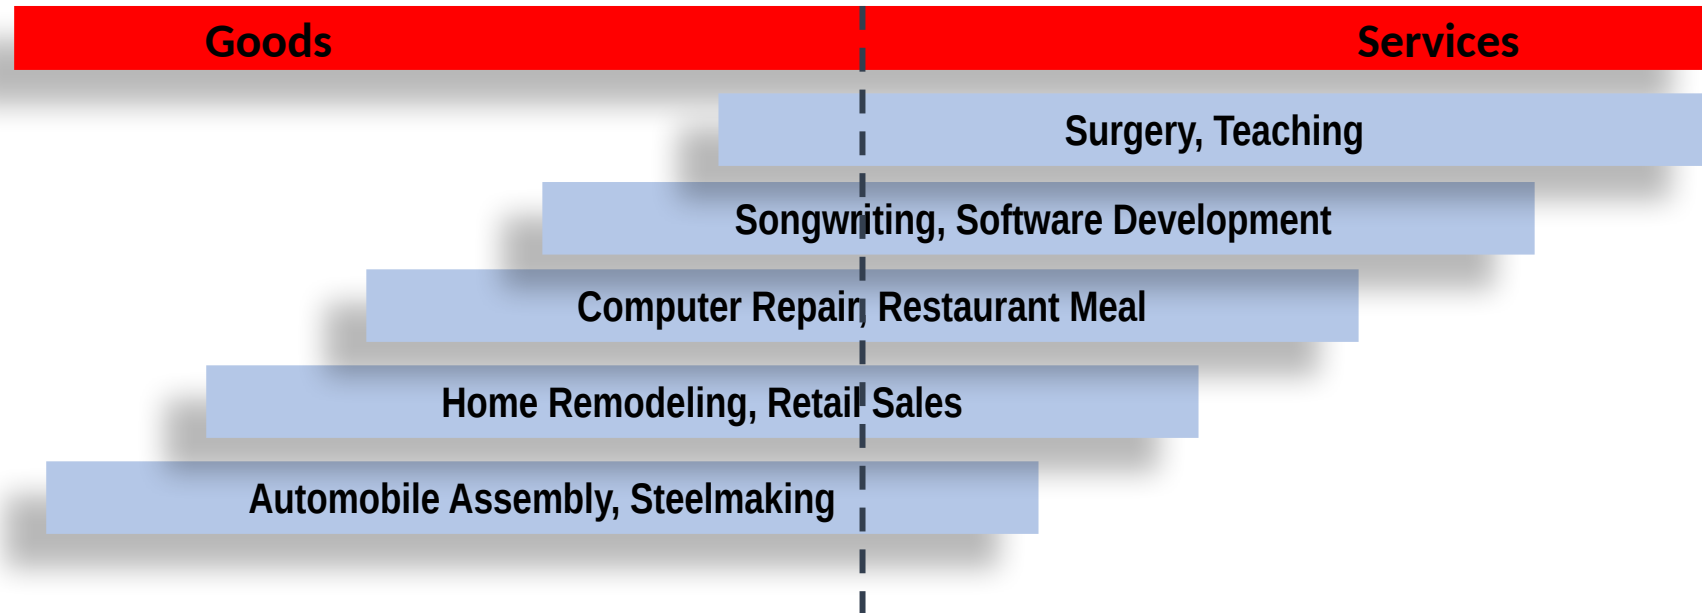 Goods
Services
Surgery, Teaching
Songwriting, Software Development
Computer Repair, Restaurant Meal
Home Remodeling, Retail Sales
Automobile Assembly, Steelmaking